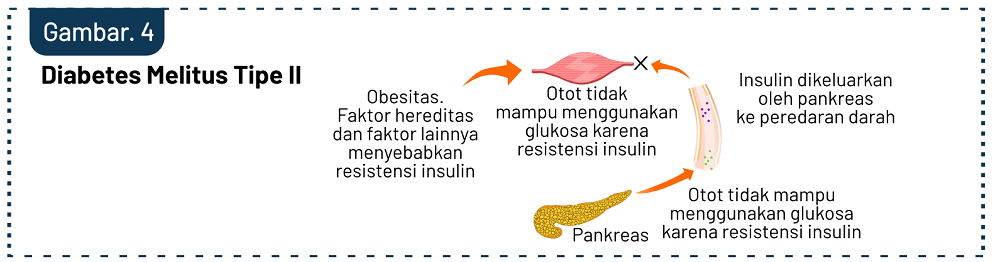 Gambar. 4
Diabetes Melitus Tipe II
Obesitas.
Faktor hereditas
dan faktor lainnya
menyebabkan
resistensi insulin
Otot tidak
mampu menggunakan
glukosa karena
resistensi insulin
X
Insulin dikeluarkan
oleh pankreas
ke peredaran darah
Otot tidak mampu
menggunakan glukosa
karena resistensi insulin
Pankreas